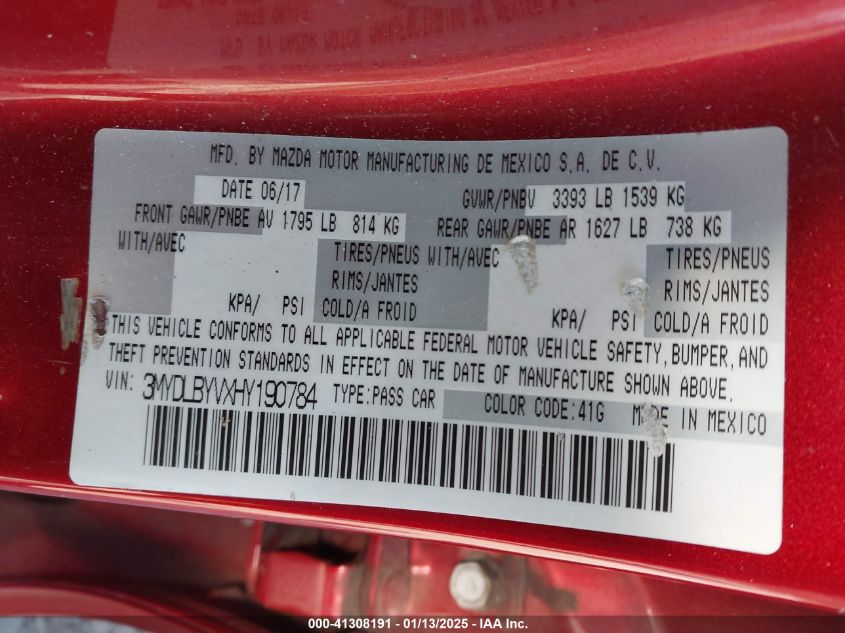 MFD. BY MAZDA MOTOR MANUFACTURING DE MEXICO S.A. DE C.V.
DATE 06/17 GVWR/PNBV 3393 LB 1539 KG
FRONT GAWR/PNBE AV 1795 LB 814 KG REAR GAWR/PNBE AR 1627 LB 738 KG
WITH/AVEC TIRES/PNEUS WITH/AVEC TIRES/PNEUS
RIMS/JANTES RIMS/JANTES
KPA/ PSI COLD/A FROID KPA/ PSI COLD/A FROID
THIS VEHICLE CONFORMS TO ALL APPLICABLE FEDERAL MOTOR VEHICLE SAFETY, BUMPER, AND
THEFT PREVENTION STANDARDS IN EFFECT ON THE DATE OF MANUFACTURE SHOWN ABOVE.
VIN: 3MYDLBYVXHY190784 TYPE:PASS CAR COLOR CODE:41G MADE IN MEXICO
000-41308191 - 01/13/2025 - IAA Inc.